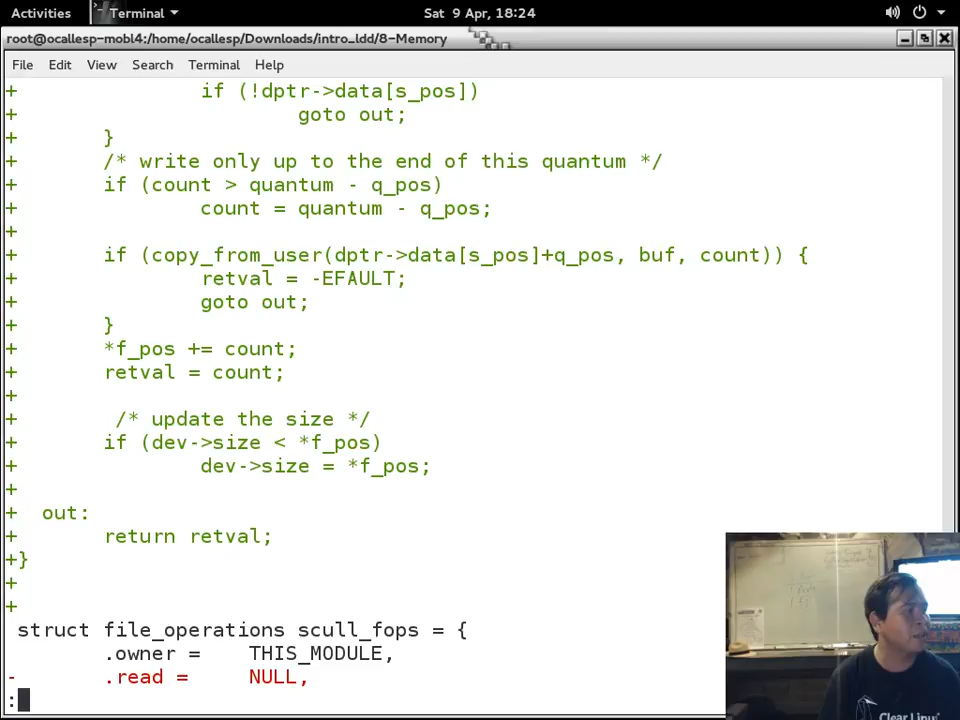 Activities Terminal Sat 9 Apr, 18:24
root@ocallesp-mobl4:/home/ocallesp/Downloads/intro_ldd/8-Memory
File Edit View Search Terminal Help
+ if (!dptr->data[s_pos])
+ goto out;
+ }
+ /* write only up to the end of this quantum */
+ if (count > quantum - q_pos)
+ count = quantum - q_pos;
+
+ if (copy_from_user(dptr->data[s_pos]+q_pos, buf, count)) {
+ retval = -EFAULT;
+ goto out;
+ }
+ *f_pos += count;
+ retval = count;
+
+ /* update the size */
+ if (dev->size < *f_pos)
+ dev->size = *f_pos;
+
+ out:
+ return retval;
+}
+
+
struct file_operations scull_fops = {
.owner = THIS_MODULE,
- .read = NULL,
:
Clear Linux